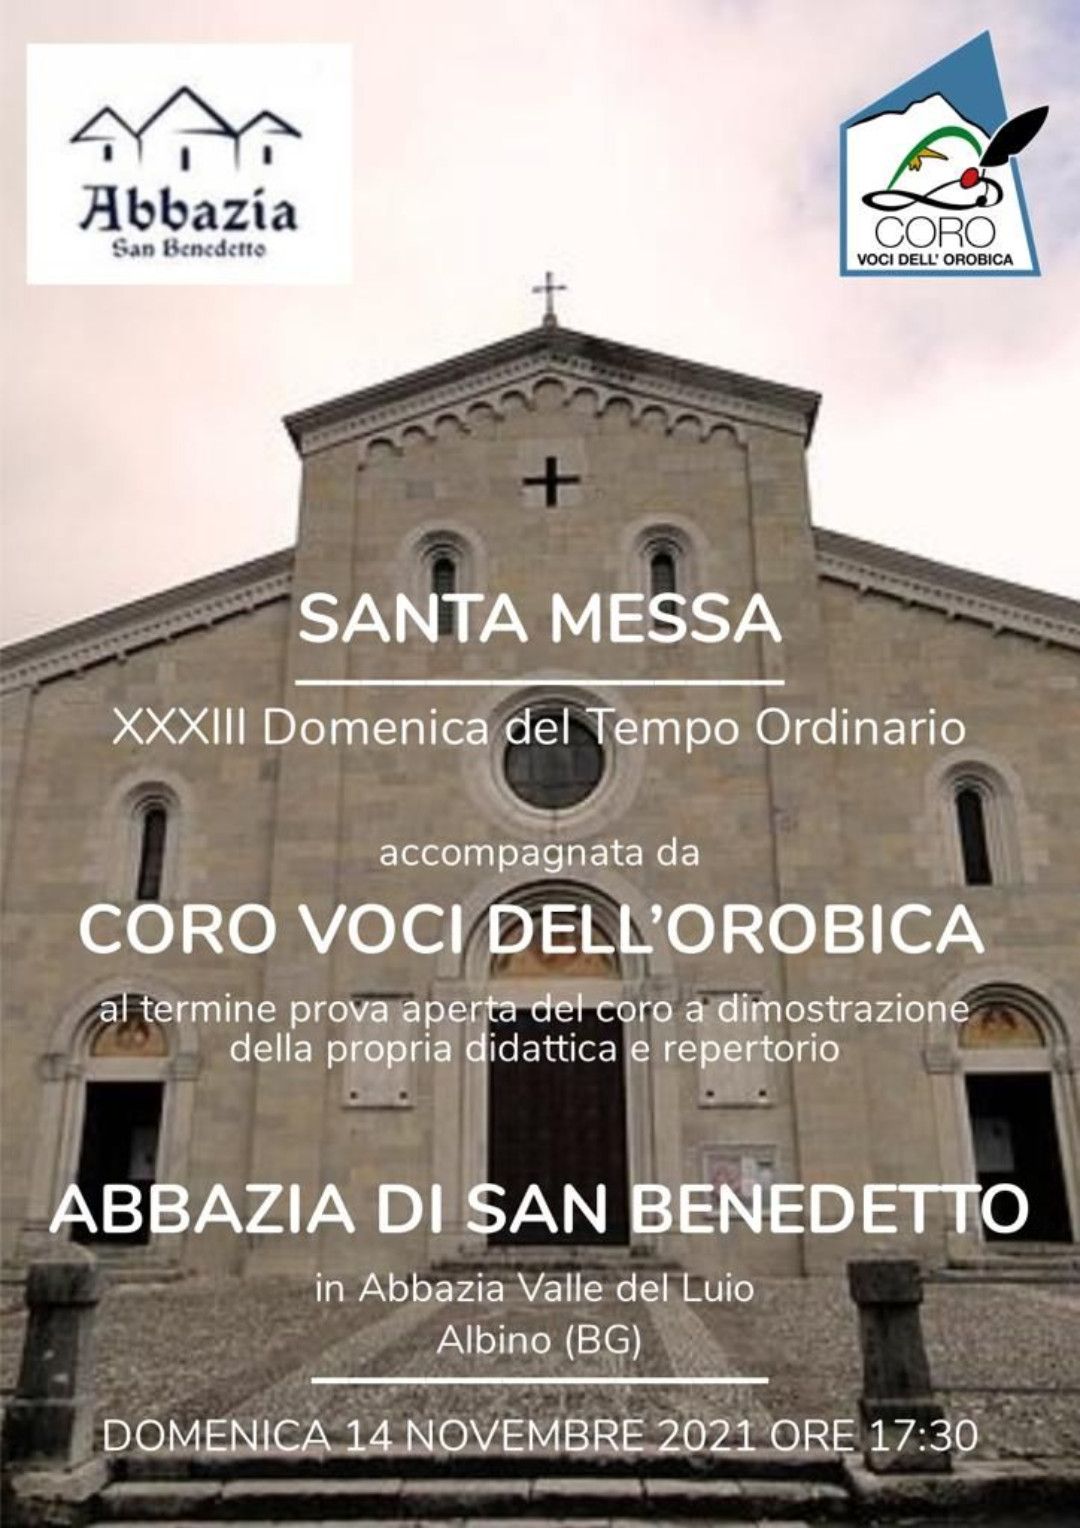 Abbazia
San Benedetto
CORO
VOCI DELL' OROBICA
SANTA MESSA
XXXIII Domenica del Tempo Ordinario
accompagnata da
CORO VOCI DELL'OROBICA
al termine prova aperta del coro a dimostrazione
della propria didattica e repertorio
ABBAZIA DI SAN BENEDETTO
in Abbazia Valle del Luio
Albino (BG)
DOMENICA 14 NOVEMBRE 2021 ORE 17:30